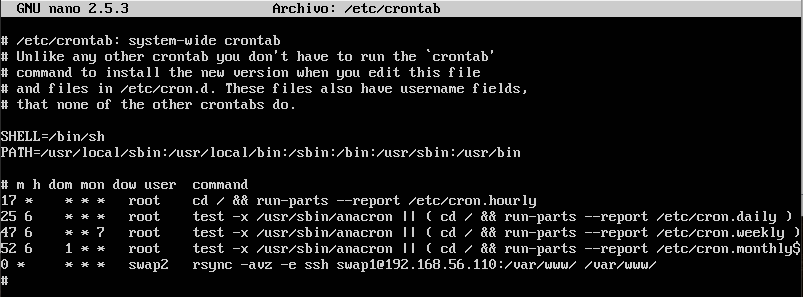 GNU nano 2.5.3 Archivo: /etc/crontab
# /etc/crontab: system-wide crontab
# Unlike any other crontab you don't have to run the `crontab'
# command to install the new version when you edit this file
# and files in /etc/cron.d. These files also have username fields,
# that none of the other crontabs do.
SHELL=/bin/sh
PATH=/usr/local/sbin:/usr/local/bin:/sbin:/bin:/usr/sbin:/usr/bin
# m h dom mon dow user  command
17 *    * * *   root    cd / && run-parts --report /etc/cron.hourly
25 6    * * *   root    test -x /usr/sbin/anacron || ( cd / && run-parts --report /etc/cron.daily )
47 6    * * 7   root    test -x /usr/sbin/anacron || ( cd / && run-parts --report /etc/cron.weekly )
52 6    1 * *   root    test -x /usr/sbin/anacron || ( cd / && run-parts --report /etc/cron.monthly$
0 *     * * *   swap2   rsync -avz -e ssh swap1@192.168.56.110:/var/www/ /var/www/
#